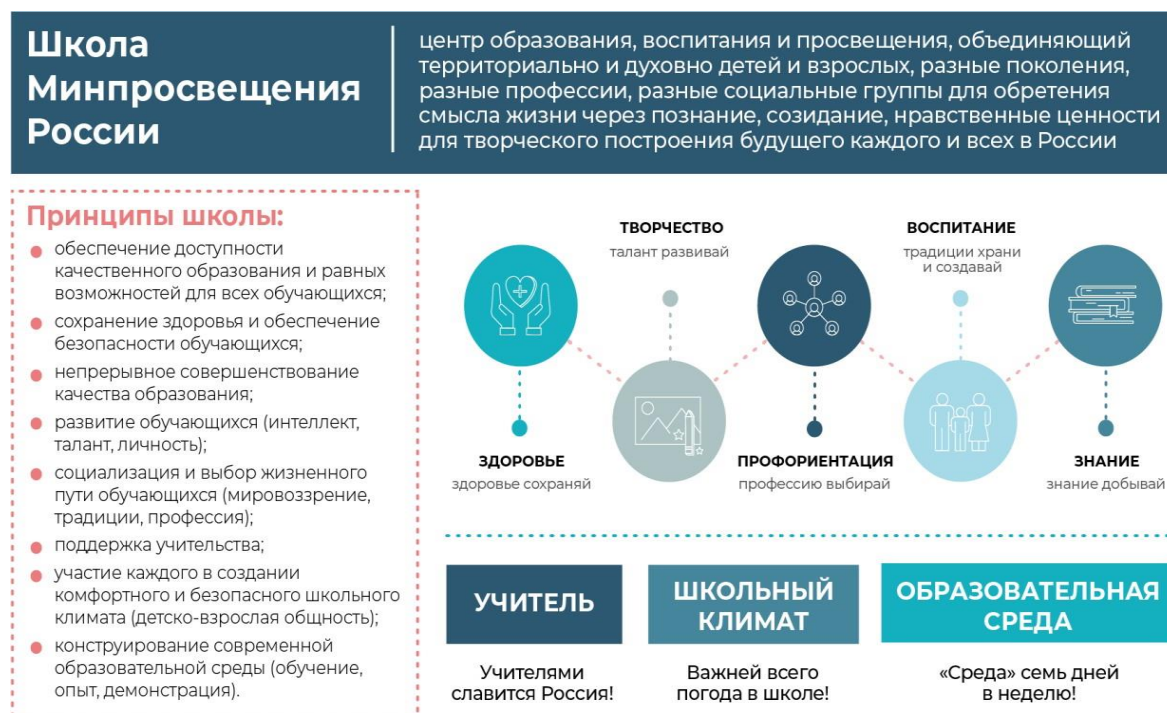 Школа
Минпросвещения
России
центр образования, воспитания и просвещения, объединяющий
территориально и духовно детей и взрослых, разные поколения,
разные профессии, разные социальные группы для обретения
смысла жизни через познание, созидание, нравственные ценности
для творческого построения будущего каждого и всех в России
Принципы школы:
обеспечение доступности
качественного образования и равных
возможностей для всех обучающихся;
сохранение здоровья и обеспечение
безопасности обучающихся;
непрерывное совершенствование
качества образования;
развитие обучающихся (интеллект,
талант, личность);
социализация и выбор жизненного
пути обучающихся (мировоззрение,
традиции, профессия);
поддержка учительства;
участие каждого в создании
комфортного и безопасного школьного
климата (детско-взрослая общность);
конструирование современной
образовательной среды (обучение,
опыт, демонстрация).
ТВОРЧЕСТВО
талант развивай
ВОСПИТАНИЕ
традиции храни
и создавай
ЗДОРОВЬЕ
здоровье сохраняй
ПРОФОРИЕНТАЦИЯ
профессию выбирай
ЗНАНИЕ
знание добывай
УЧИТЕЛЬ
Учителями
славится Россия!
ШКОЛЬНЫЙ
КЛИМАТ
Важней всего
погода в школе!
ОБРАЗОВАТЕЛЬНАЯ
СРЕДА
«Среда» семь дней
в неделю!